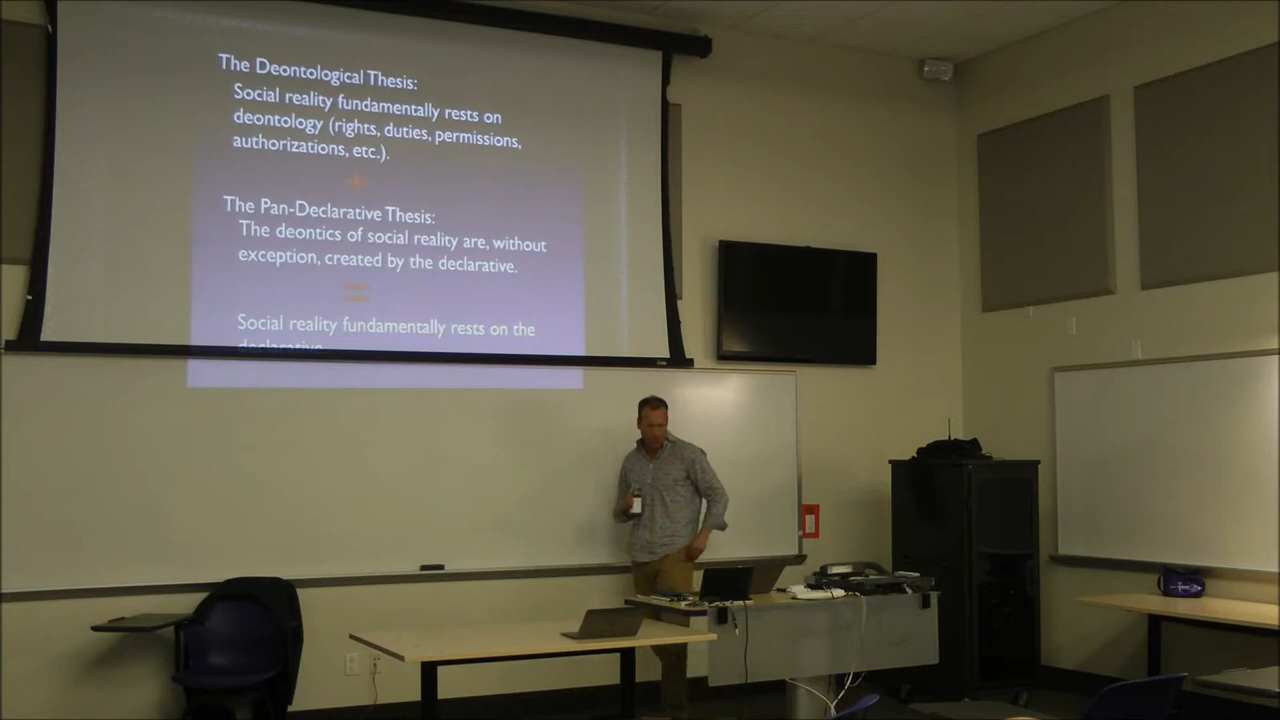 The Deontological Thesis:
Social reality fundamentally rests on
deontology (rights, duties, permissions,
authorizations, etc.).
+
The Pan-Declarative Thesis:
The deontics of social reality are, without
exception, created by the declarative.
=
Social reality fundamentally rests on the
declarative